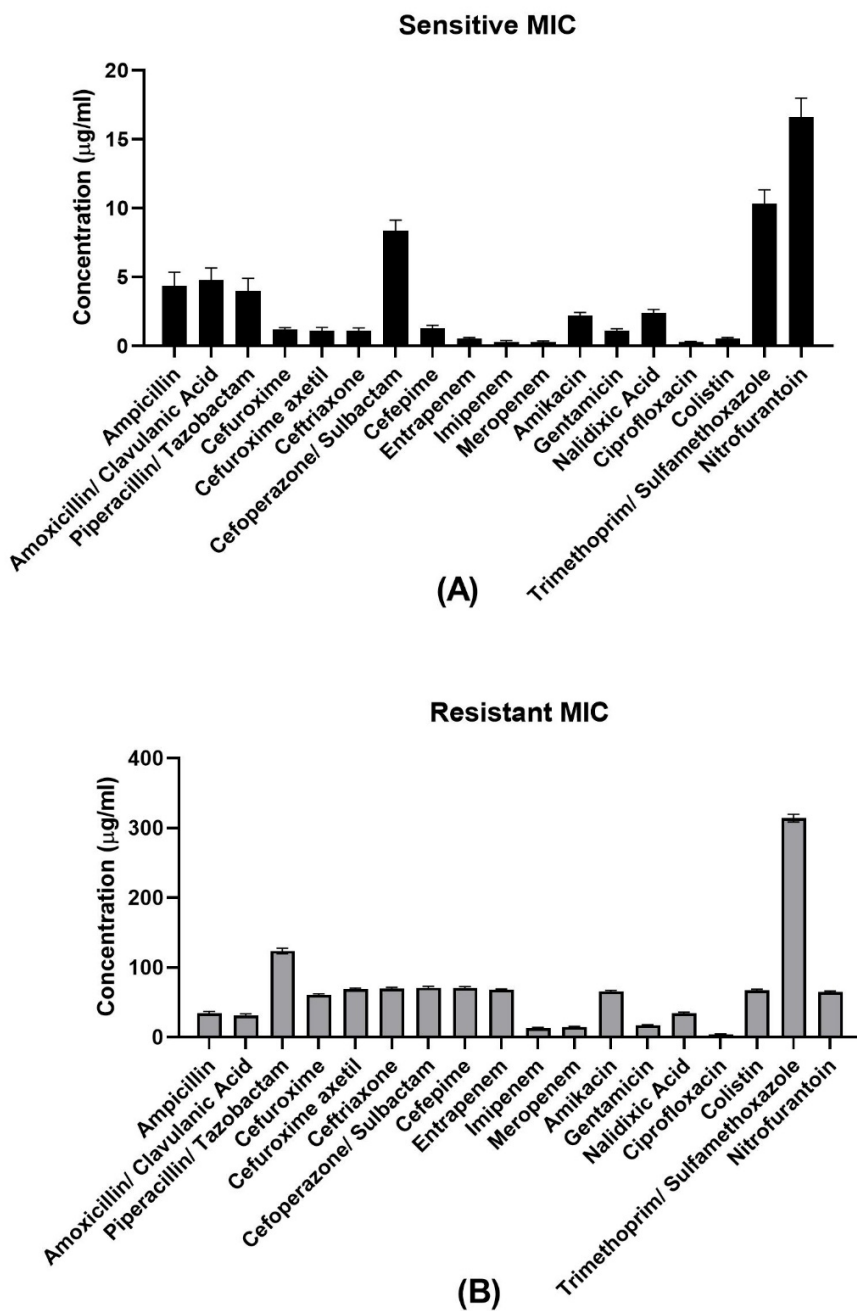 Sensitive MIC
Concentration (μg/ml)
20
15
10
5
0
Ampicillin
Amoxicillin/ Clavulanic Acid
Piperacillin/ Tazobactam
Cefuroxime
Cefuroxime axetil
Ceftriaxone
Cefoperazone/ Sulbactam
Cefepime
Entrapenem
Imipenem
Meropenem
Amikacin
Gentamicin
Nalidixic Acid
Ciprofloxacin
Colistin
Trimethoprim/ Sulfamethoxazole
Nitrofurantoin
(A)
Resistant MIC
Concentration (μg/ml)
400
300
200
100
0
Ampicillin
Amoxicillin/ Clavulanic Acid
Piperacillin/ Tazobactam
Cefuroxime
Cefuroxime axetil
Ceftriaxone
Cefoperazone/ Sulbactam
Cefepime
Entrapenem
Imipenem
Meropenem
Amikacin
Gentamicin
Nalidixic Acid
Ciprofloxacin
Colistin
Trimethoprim/ Sulfamethoxazole
Nitrofurantoin
(B)